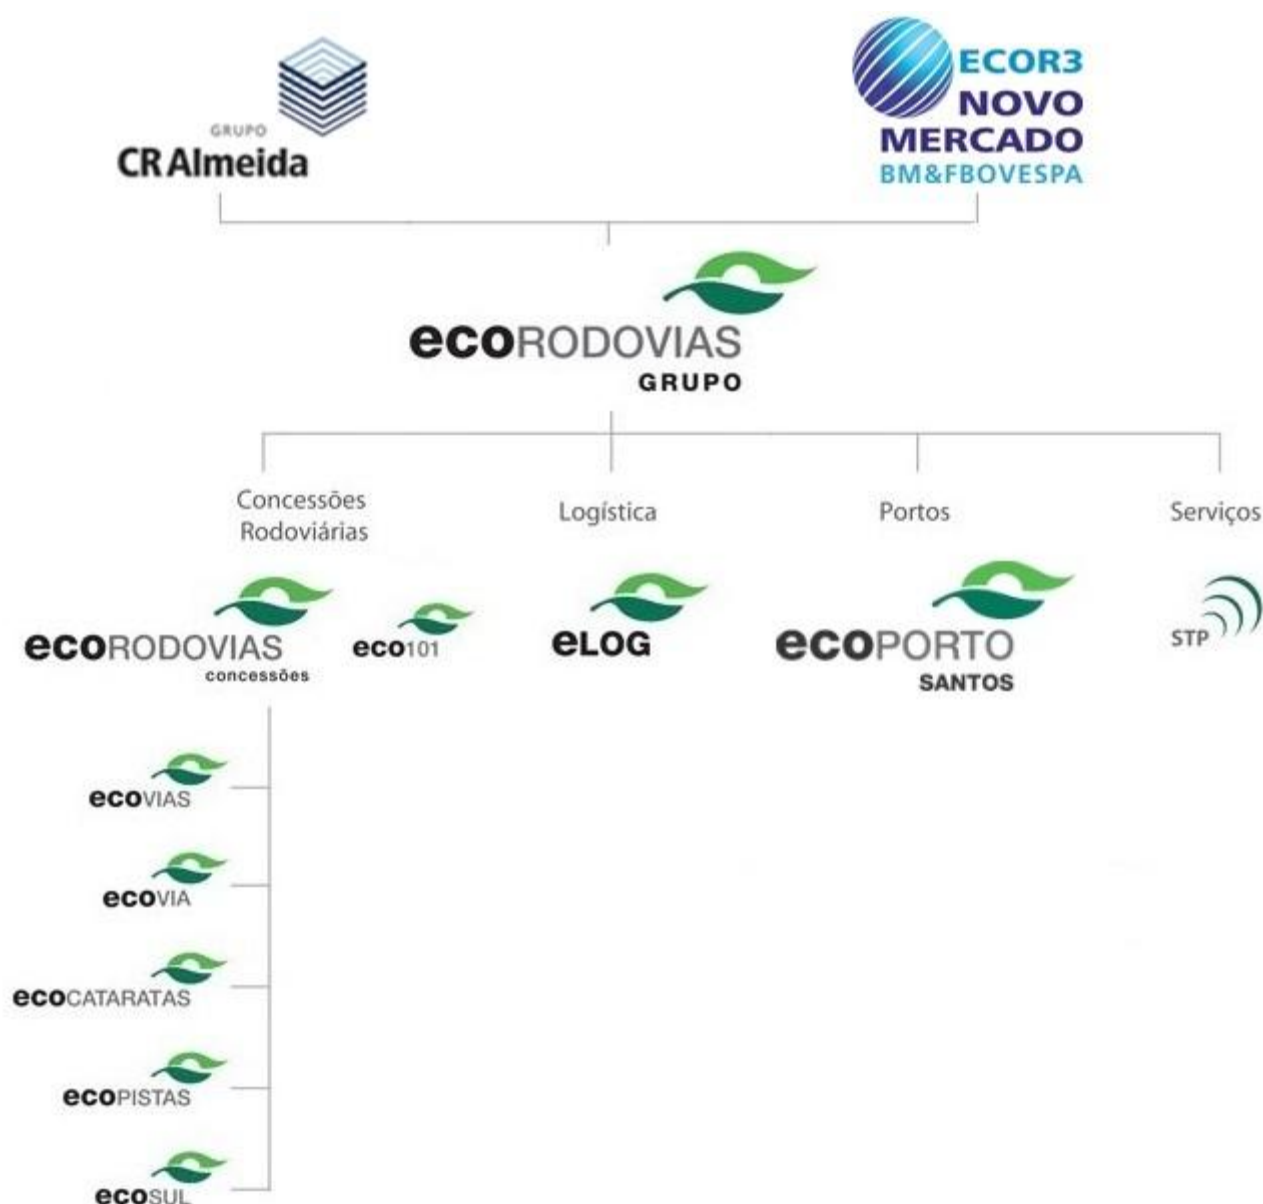 GRUPO
CR Almeida
ECOR3
NOVO
MERCADO
BM&FBOVESPA
ecoRODOVIAS
GRUPO
Concessões
Rodoviárias
Logística
Portos
Serviços
ecoRODOVIAS
concessões
eco101
eLOG
ecoPORTO
SANTOS
STP
ecoVIAS
ecoVIA
ecoCATARATAS
ecoPISTAS
ecoSUL